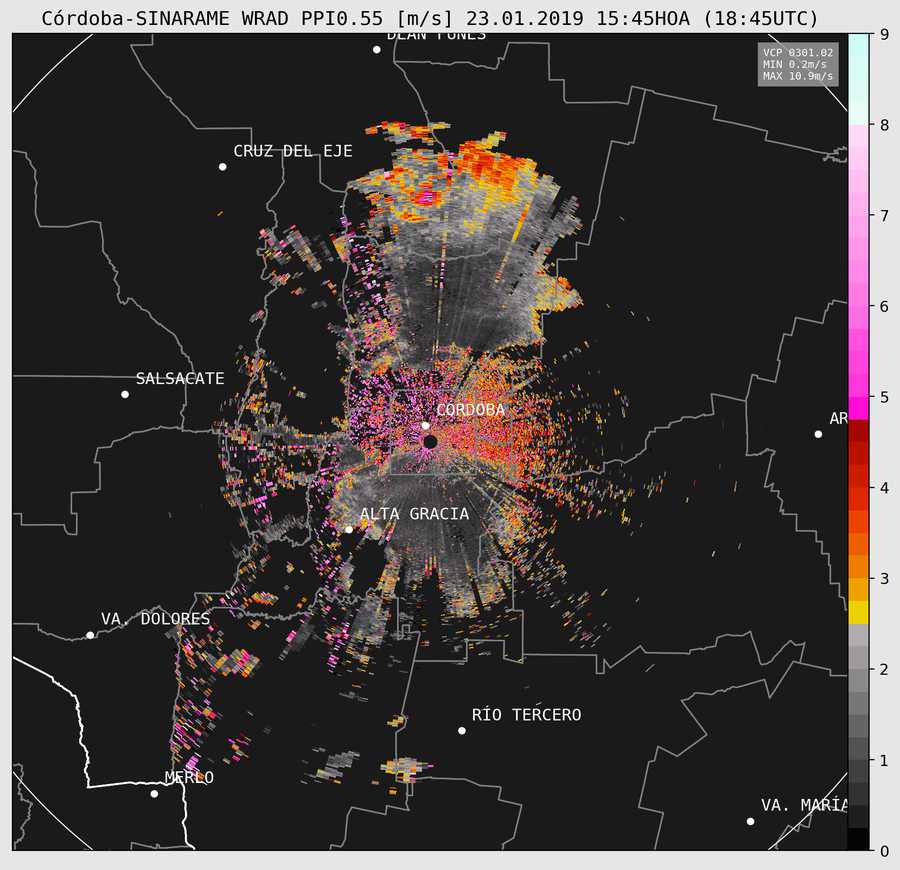 Córdoba-SINARAME WRAD PPI0.55 [m/s] 23.01.2019 15:45HOA (18:45UTC)
DEAN FUNES
VCP 0301.02
MIN 0.2m/s
MAX 10.9m/s
CRUZ DEL EJE
SALSACATE
CORDOBA
AR
ALTA GRACIA
VA. DOLORES
RÍO TERCERO
MERLO
VA. MARÍA
9
8
7
6
5
4
3
2
1
0